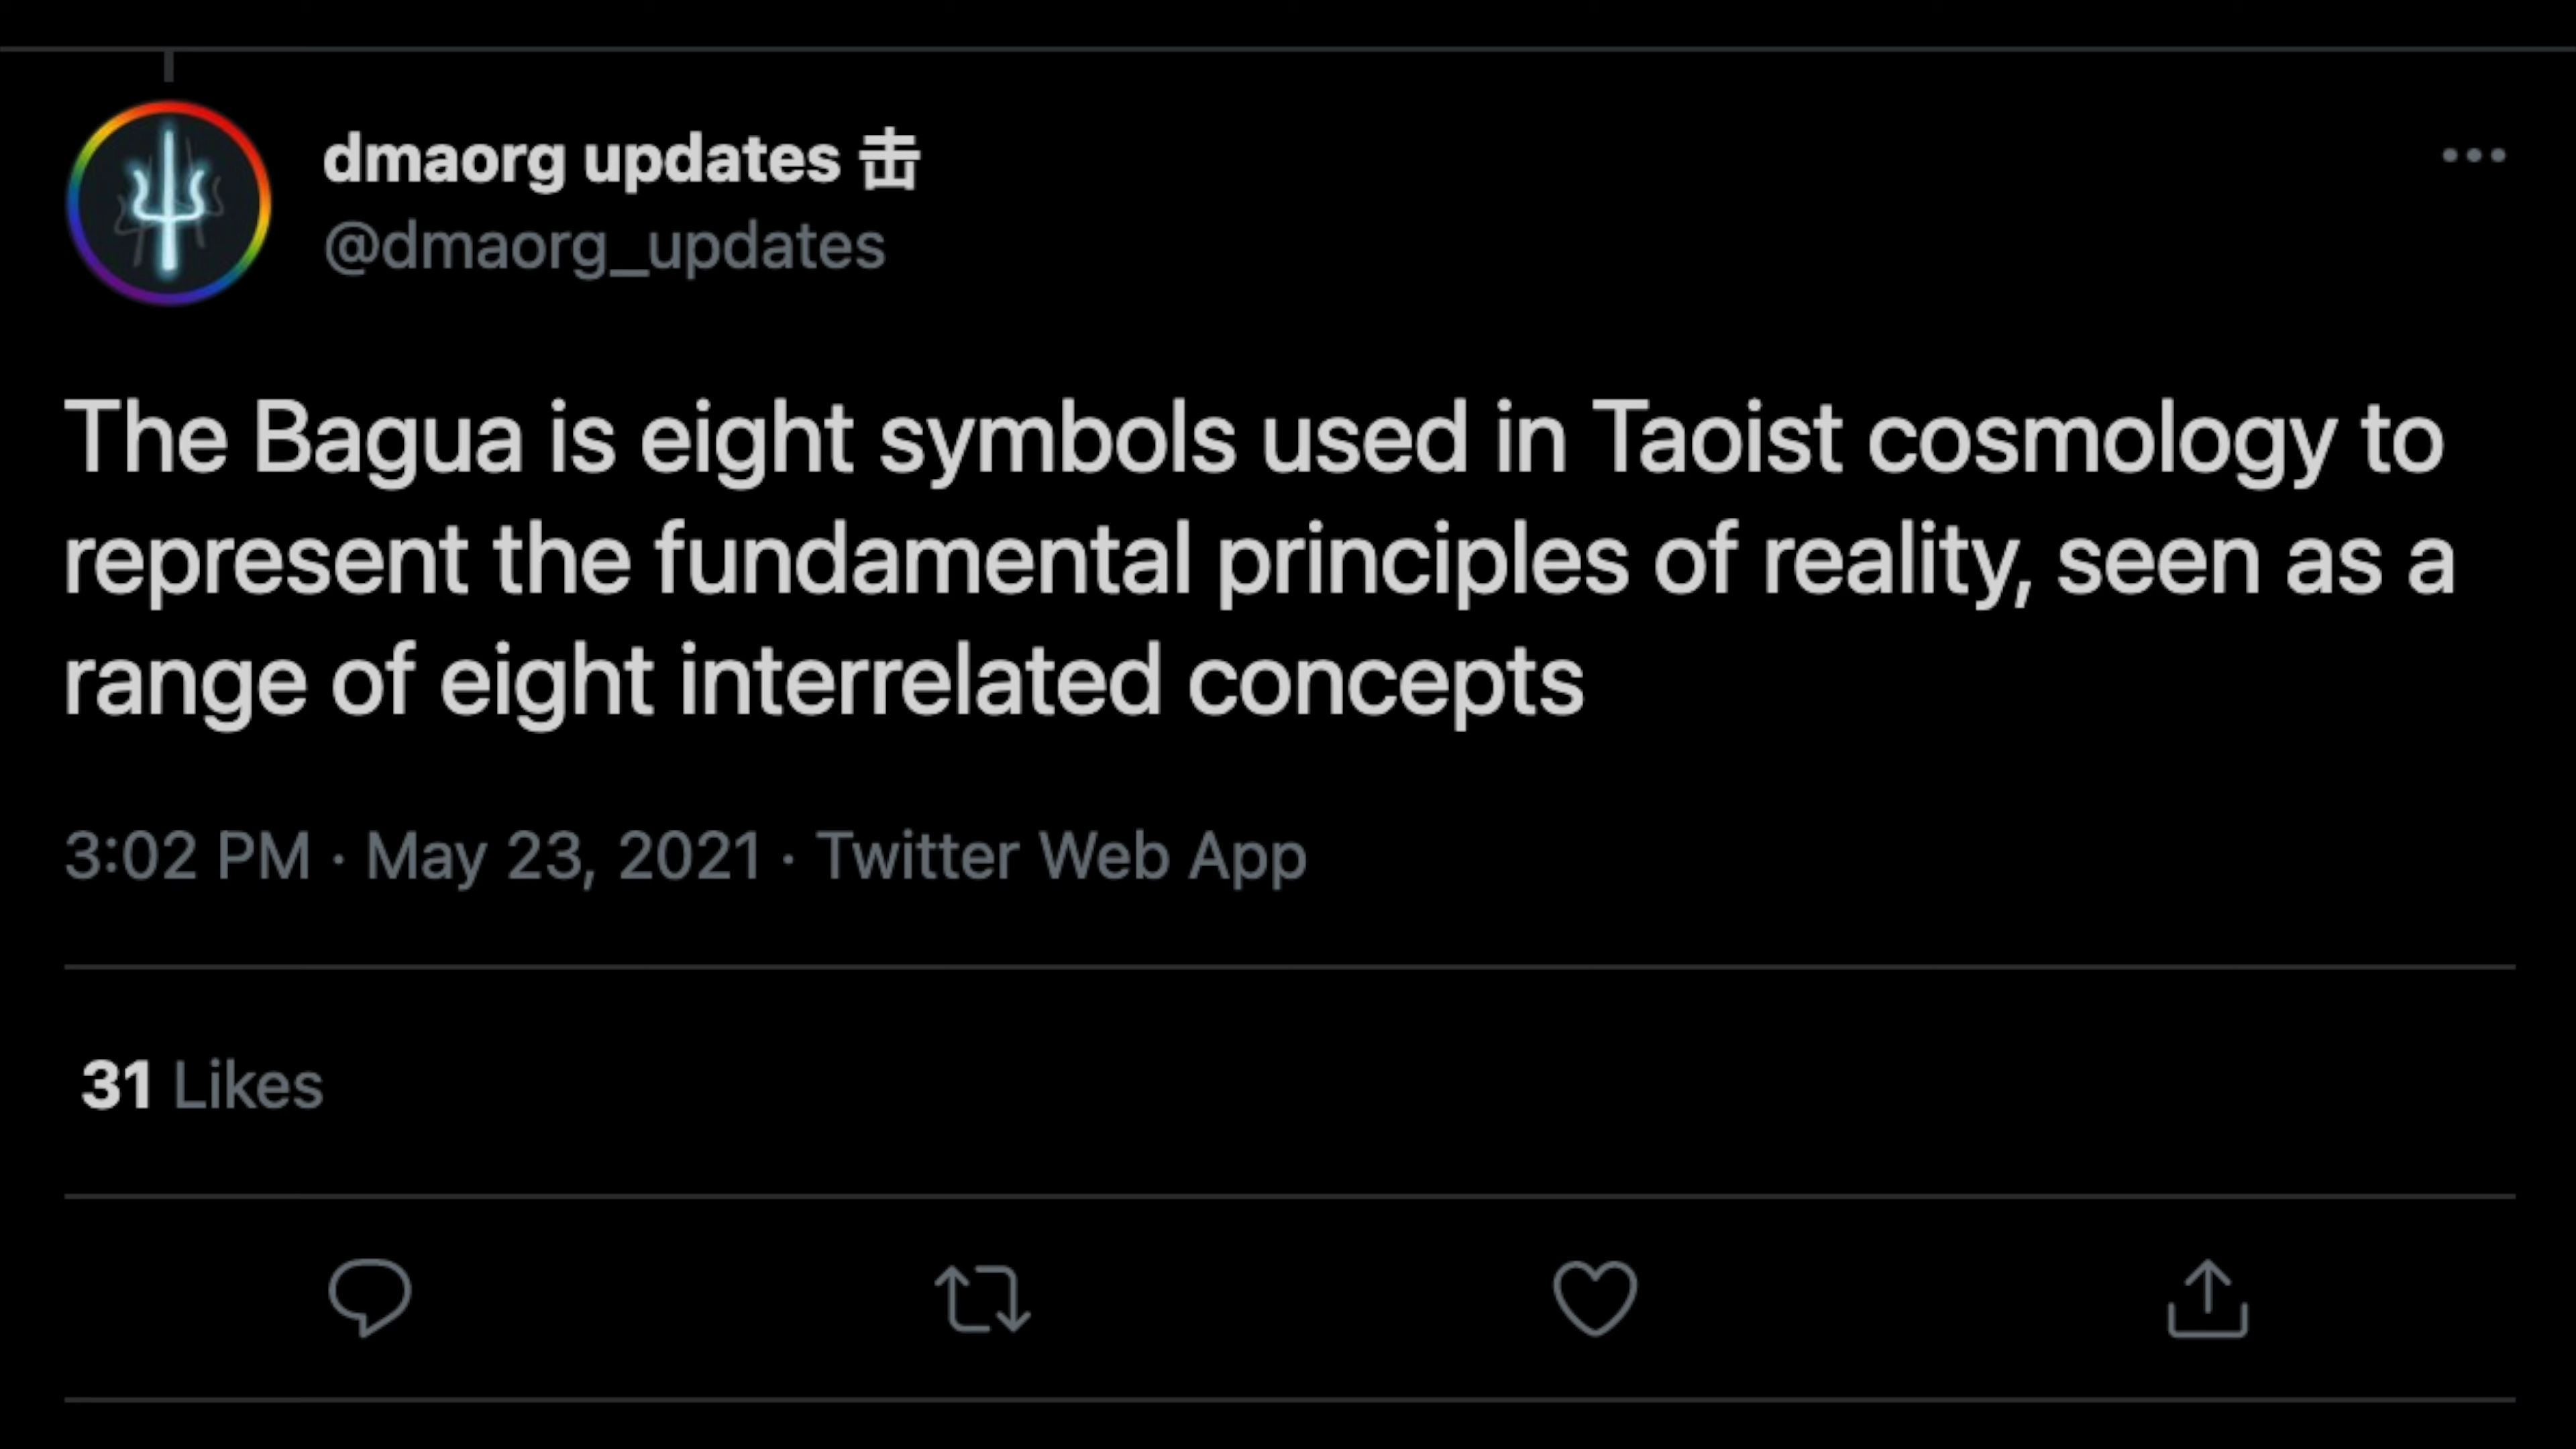 dmaorg updates 击
@dmaorg_updates
The Bagua is eight symbols used in Taoist cosmology to
represent the fundamental principles of reality, seen as a
range of eight interrelated concepts
3:02 PM · May 23, 2021 · Twitter Web App
31 Likes